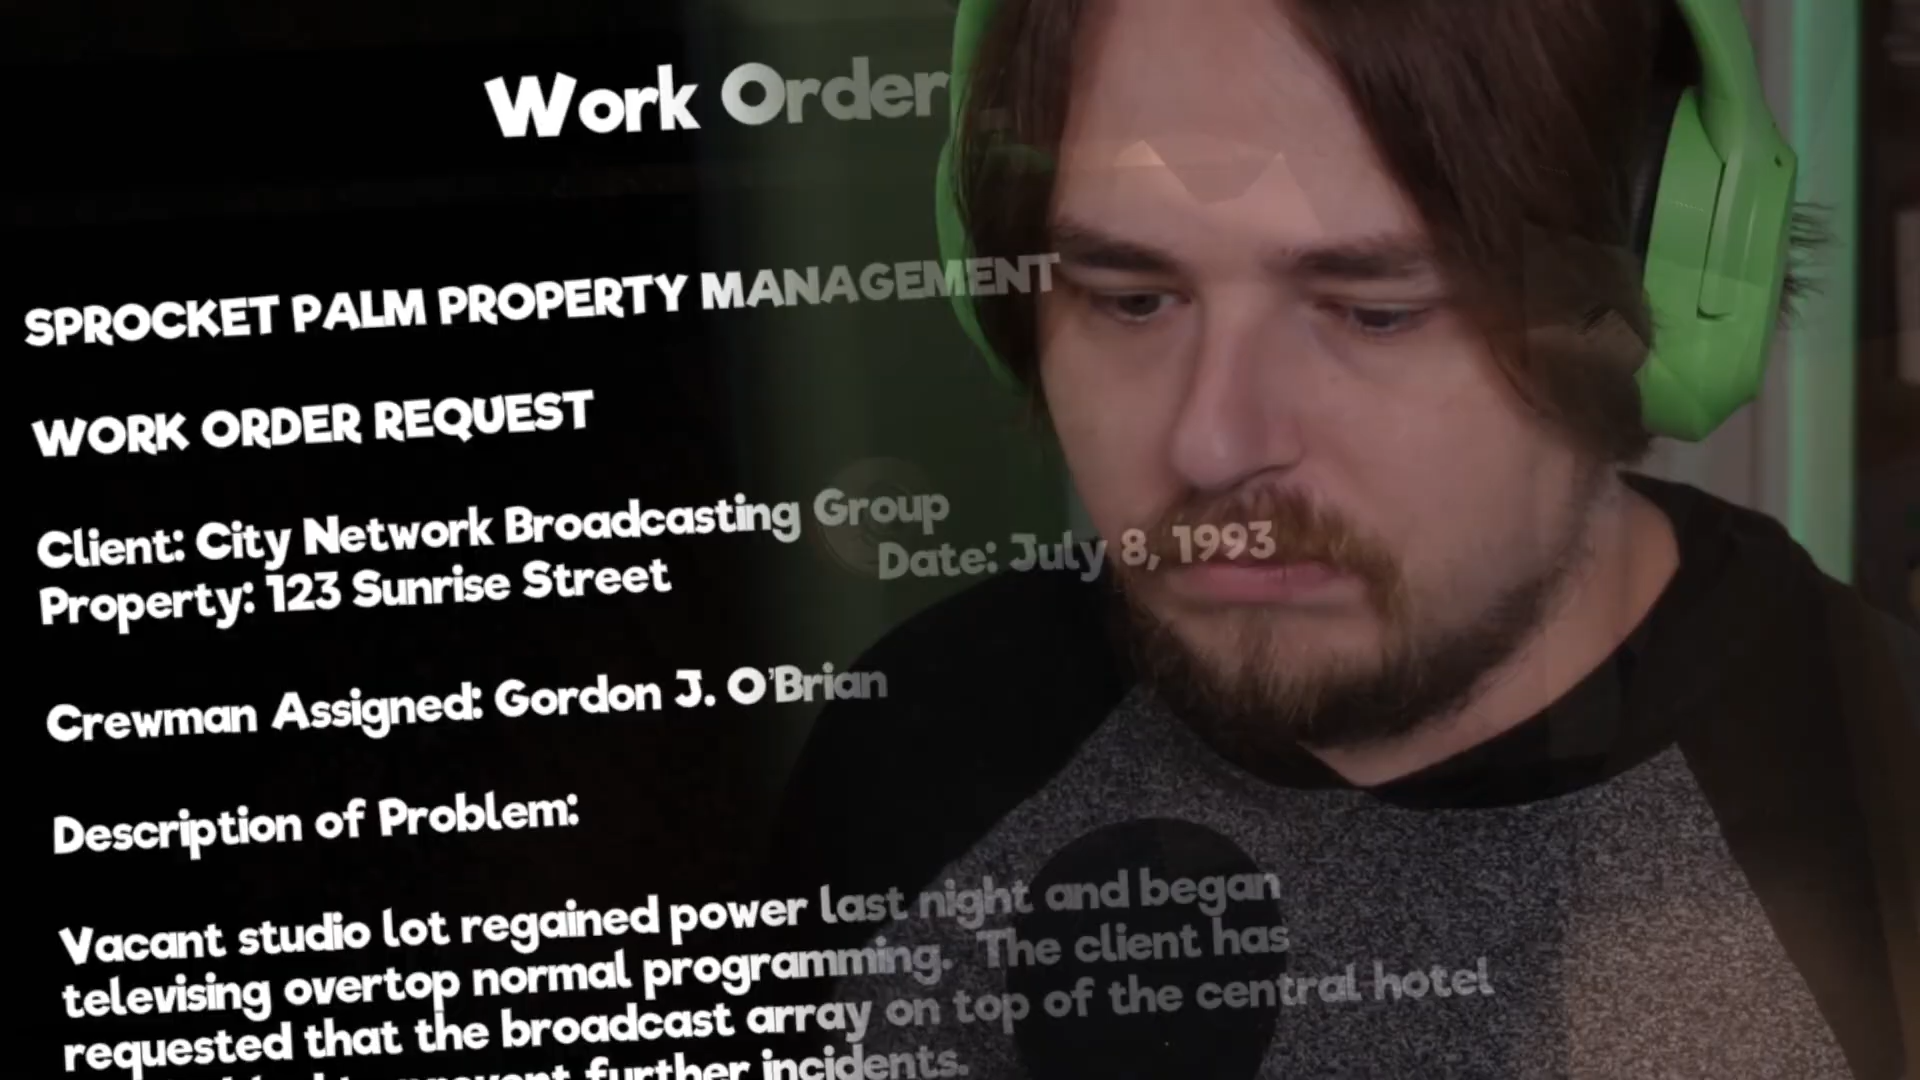 Work Order
SPROCKET PALM PROPERTY MANAGEMENT
WORK ORDER REQUEST
Client: City Network Broadcasting Group
Date: July 8, 1993
Property: 123 Sunrise Street
Crewman Assigned: Gordon J. O'Brian
Description of Problem:
Vacant studio lot regained power last night and began
televising overtop normal programming. The client has
requested that the broadcast array on top of the central hotel
prevent further incidents.